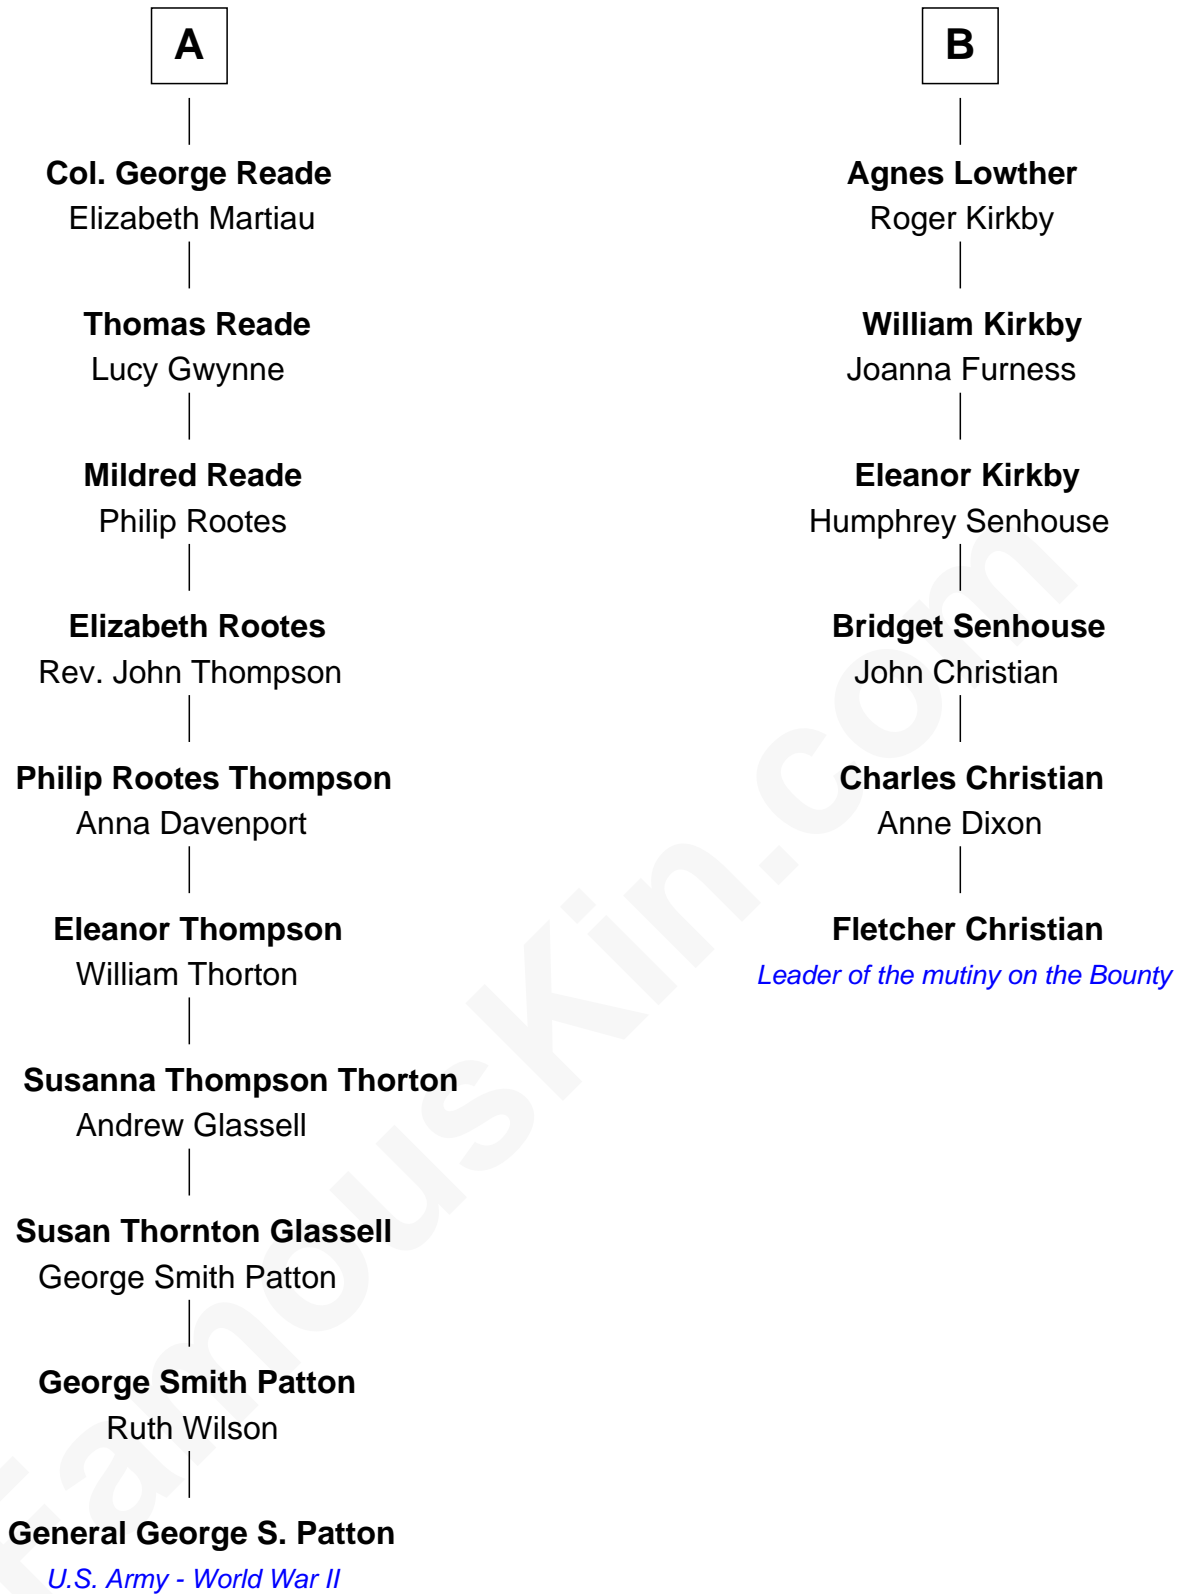 A
Col. George Reade
Elizabeth Martiau
Thomas Reade
Lucy Gwynne
Mildred Reade
Philip Rootes
Elizabeth Rootes
Rev. John Thompson
Philip Rootes Thompson
Anna Davenport
Eleanor Thompson
William Thorton
Susanna Thompson Thorton
Andrew Glassell
Susan Thornton Glassell
George Smith Patton
George Smith Patton
Ruth Wilson
General George S. Patton
U.S. Army - World War II
B
Agnes Lowther
Roger Kirkby
William Kirkby
Joanna Furness
Eleanor Kirkby
Humphrey Senhouse
Bridget Senhouse
John Christian
Charles Christian
Anne Dixon
Fletcher Christian
Leader of the mutiny on the Bounty
FamousKin.com